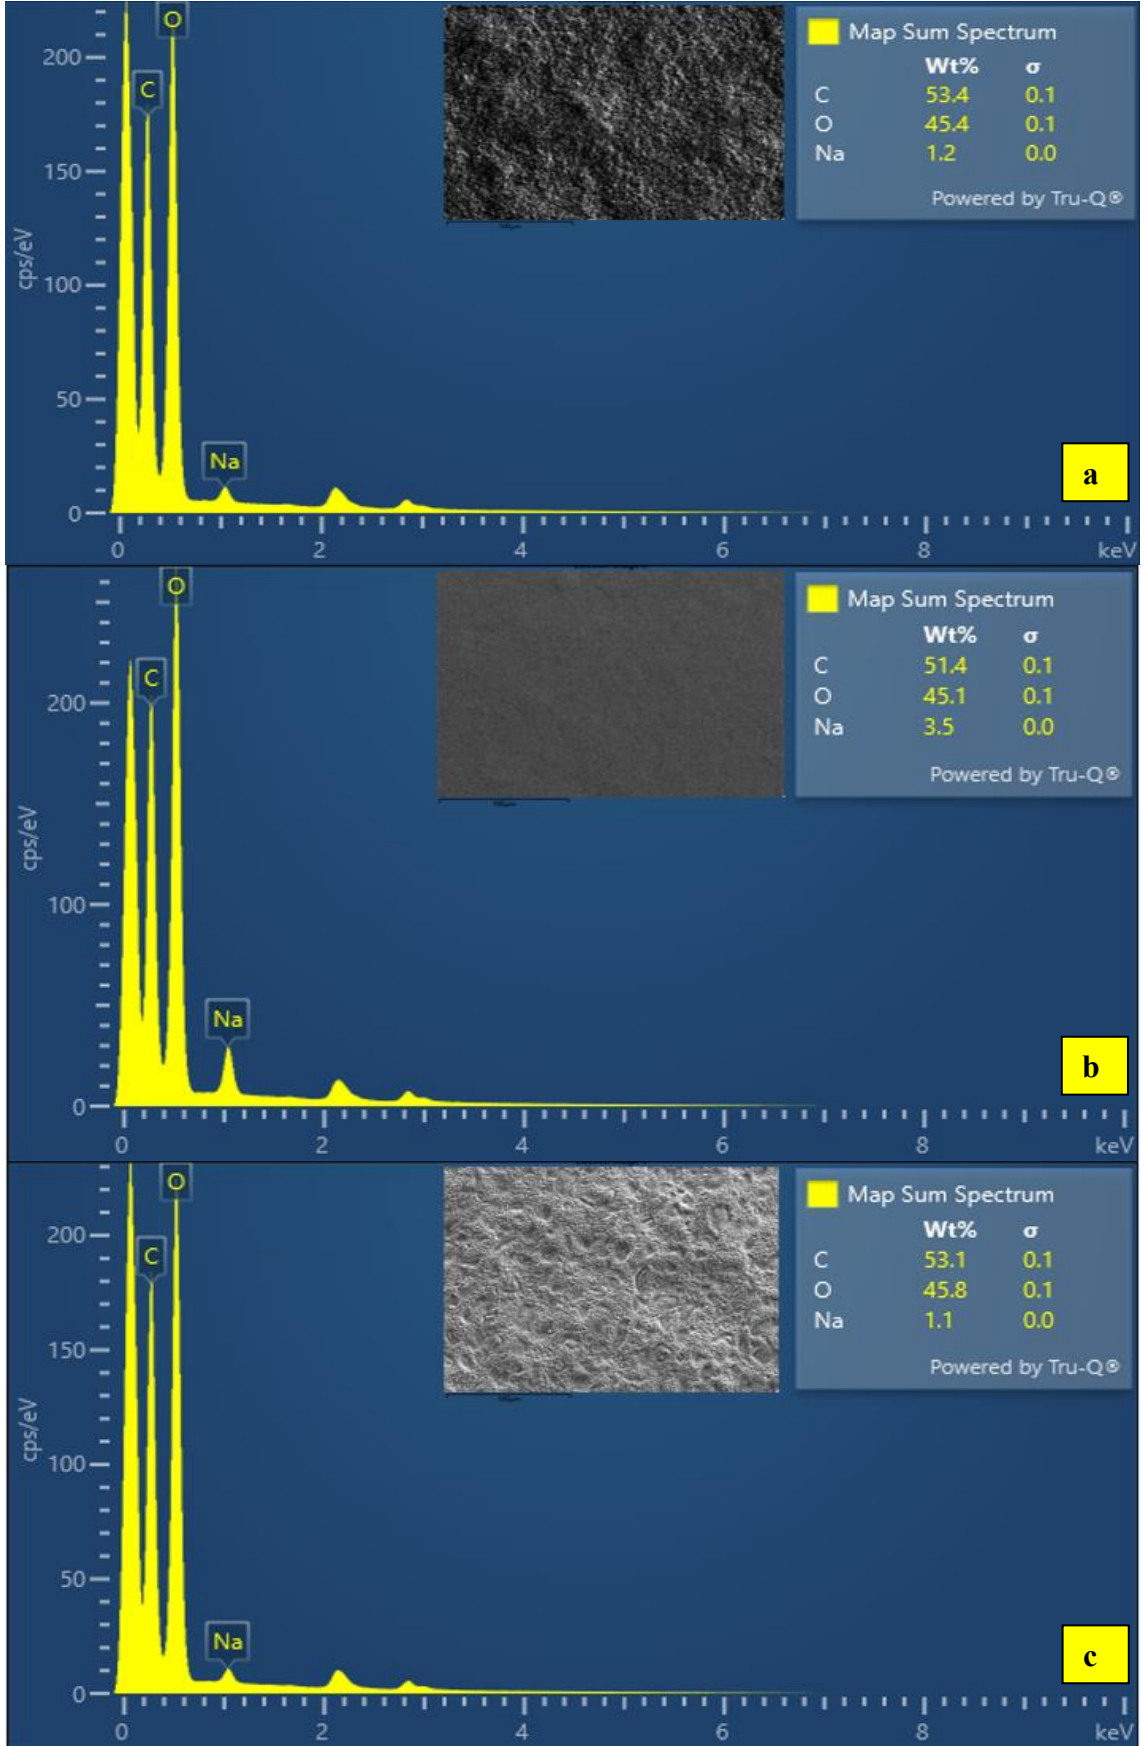 O
C
Na
200
150
100
50
0
cps/eV
0 2 4 6 8 keV
Map Sum Spectrum
Wt% σ
C 53.4 0.1
O 45.4 0.1
Na 1.2 0.0
Powered by Tru-Q®
a
O
C
Na
200
100
0
cps/eV
0 2 4 6 8 keV
Map Sum Spectrum
Wt% σ
C 51.4 0.1
O 45.1 0.1
Na 3.5 0.0
Powered by Tru-Q®
b
O
C
Na
200
150
100
50
0
cps/eV
0 2 4 6 8 keV
Map Sum Spectrum
Wt% σ
C 53.1 0.1
O 45.8 0.1
Na 1.1 0.0
Powered by Tru-Q®
c